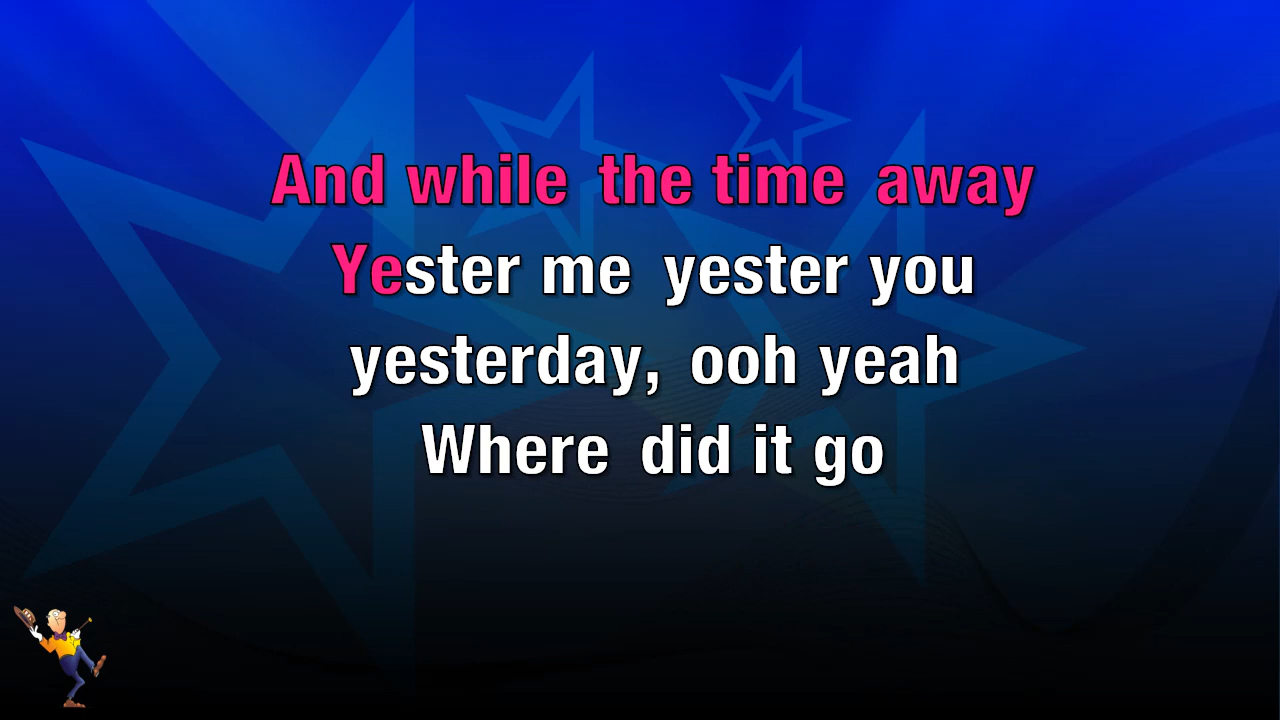 And while the time away
Yester me yester you
yesterday, ooh yeah
Where did it go